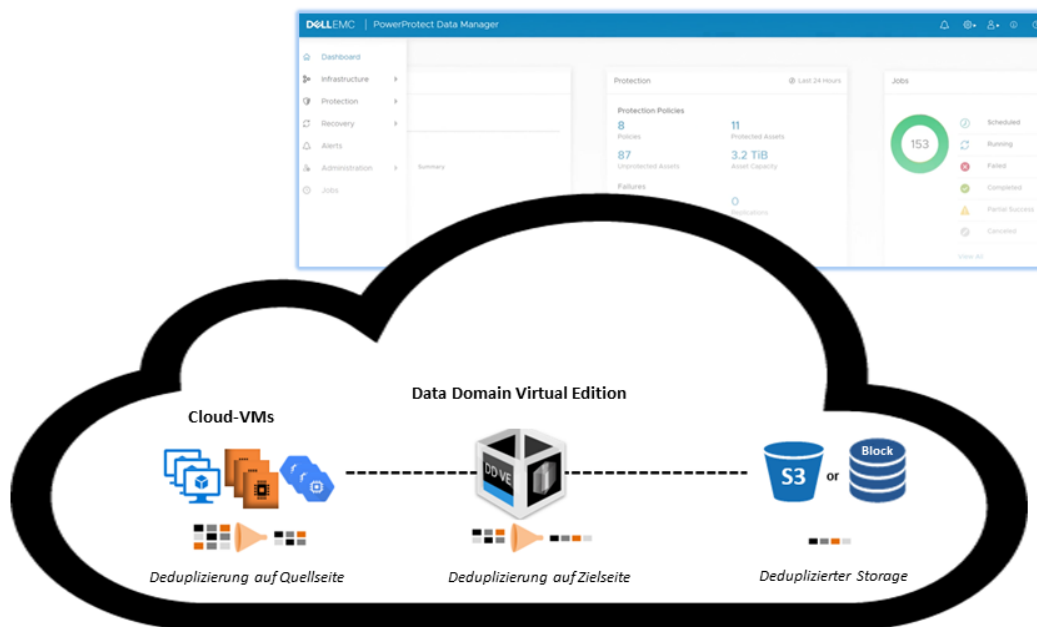 DELLEMC | PowerProtect Data Manager
Dashboard
Infrastructure
Protection
Recovery
Alerts
Administration
Jobs
Summary
Protection
Last 24 Hours
Protection Policies
8
Policies
11
Protected Assets
87
Unprotected Assets
3.2 TiB
Asset Capacity
Failures
0
Replications
Jobs
153
Scheduled
Running
Failed
Completed
Partial Success
Canceled
View All
Data Domain Virtual Edition
Cloud-VMs
DD VE
S3
or
Block
Deduplizierung auf Quellseite
Deduplizierung auf Zielseite
Deduplizierter Storage